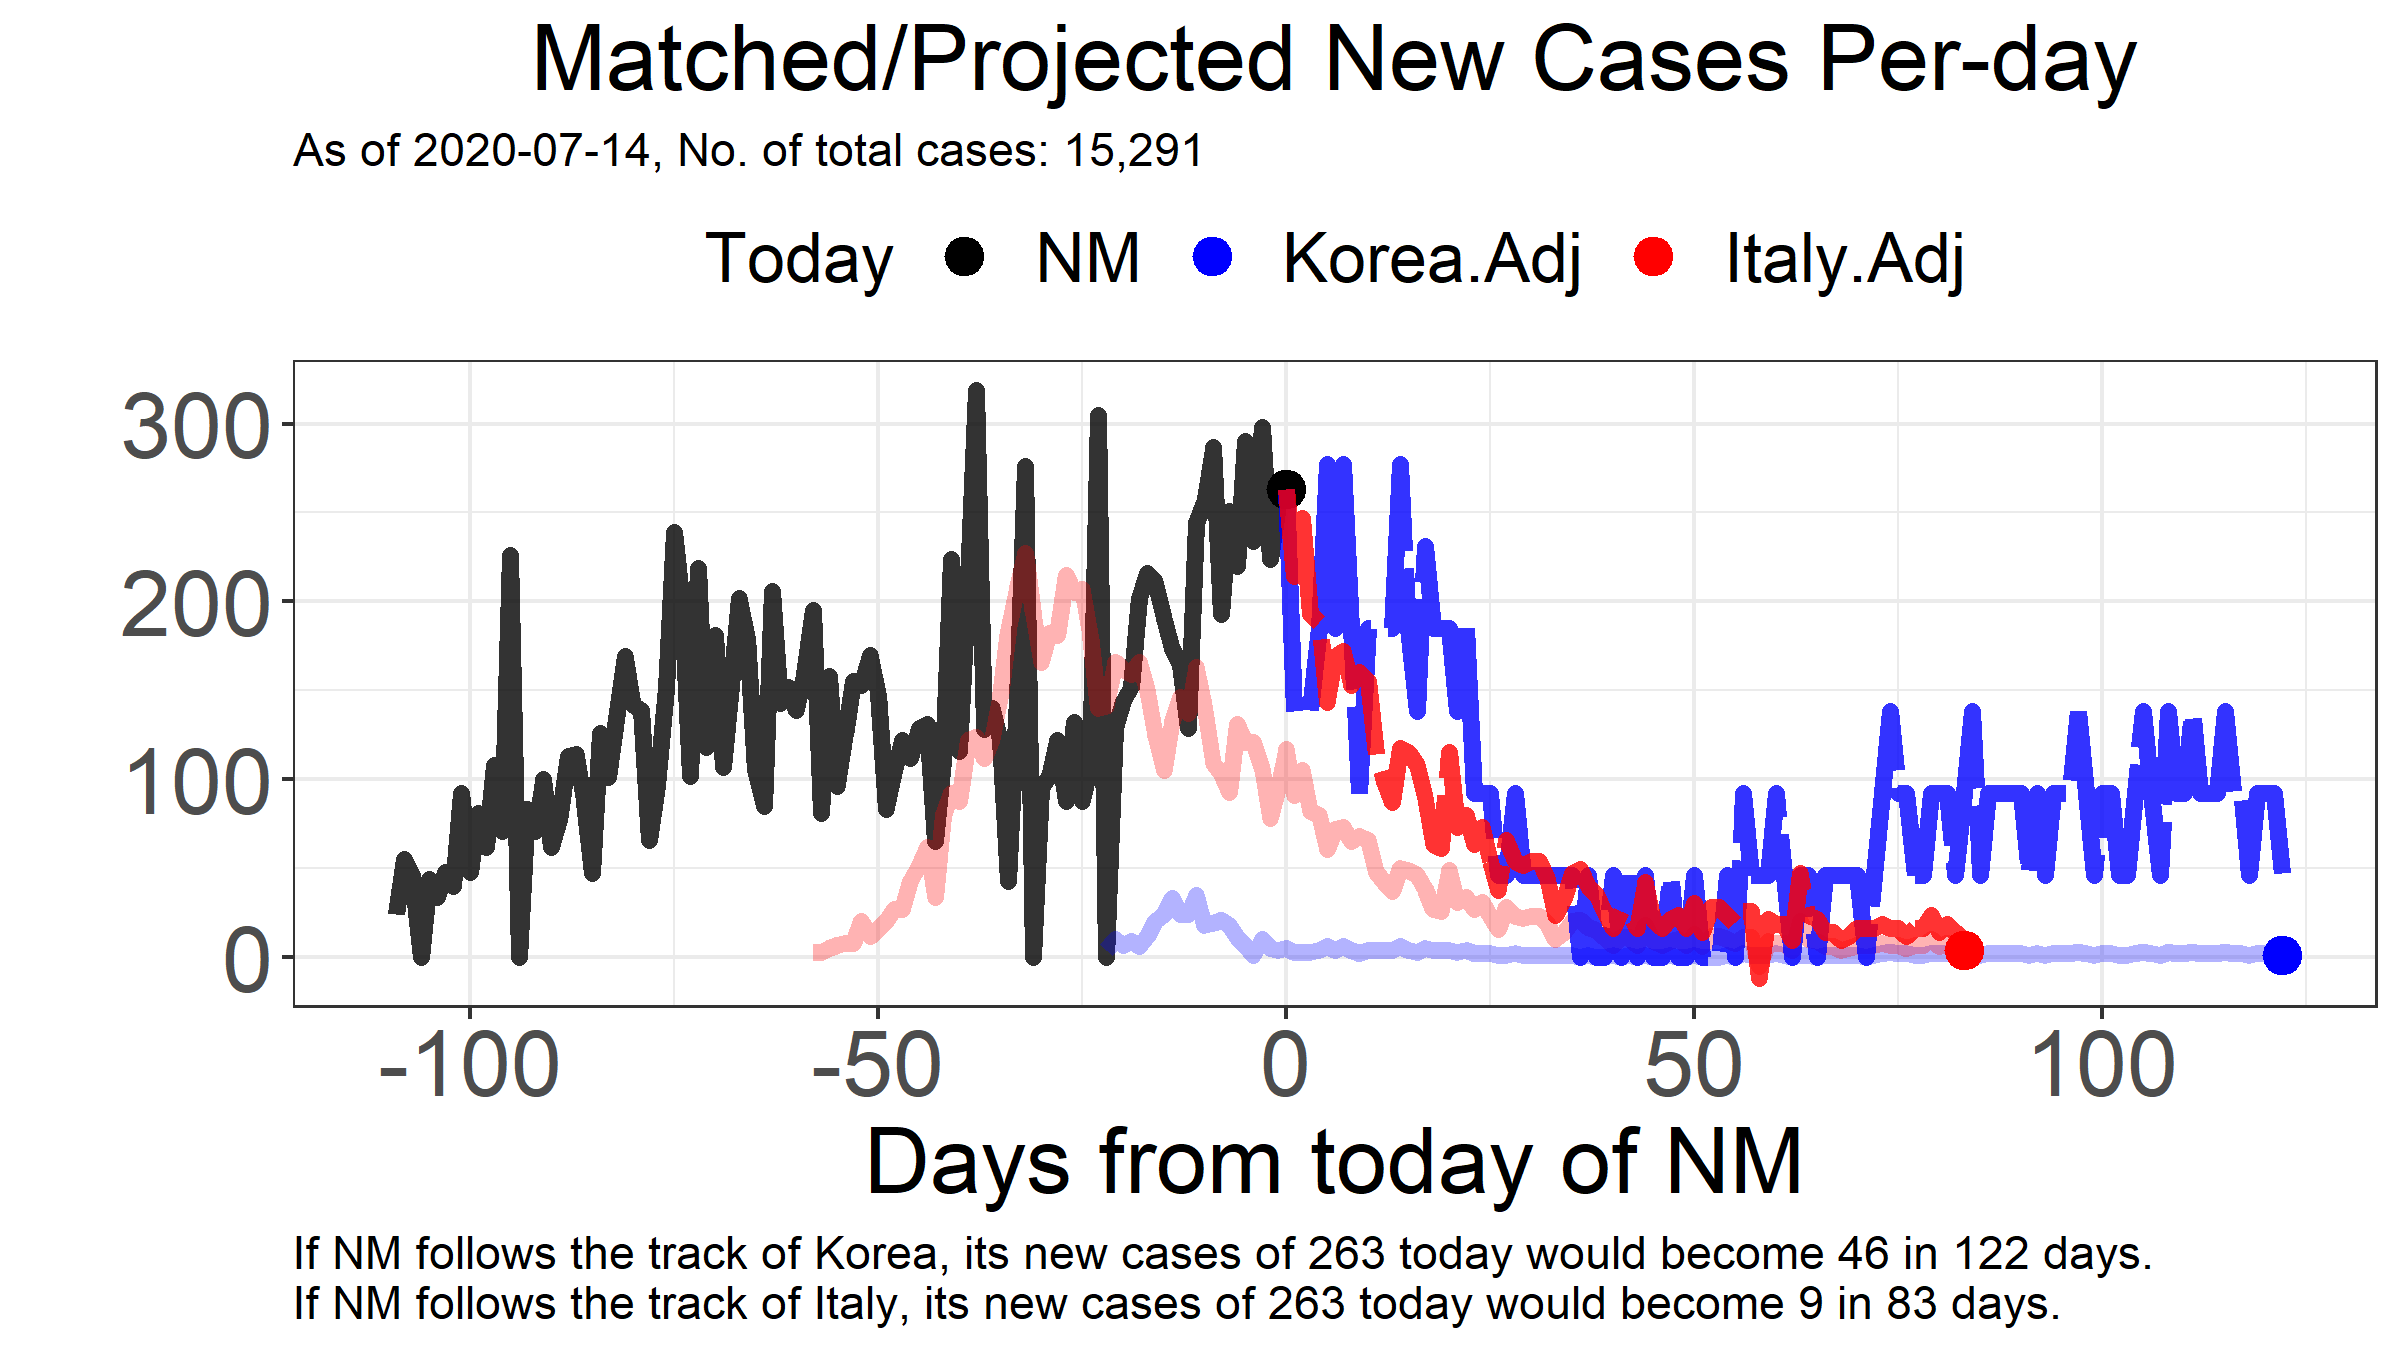 Matched/Projected New Cases Per-day
As of 2020-07-14, No. of total cases: 15,291
Today NM Korea.Adj Italy.Adj
300
200
100
0
-100 -50 0 50 100
Days from today of NM
If NM follows the track of Korea, its new cases of 263 today would become 46 in 122 days.
If NM follows the track of Italy, its new cases of 263 today would become 9 in 83 days.